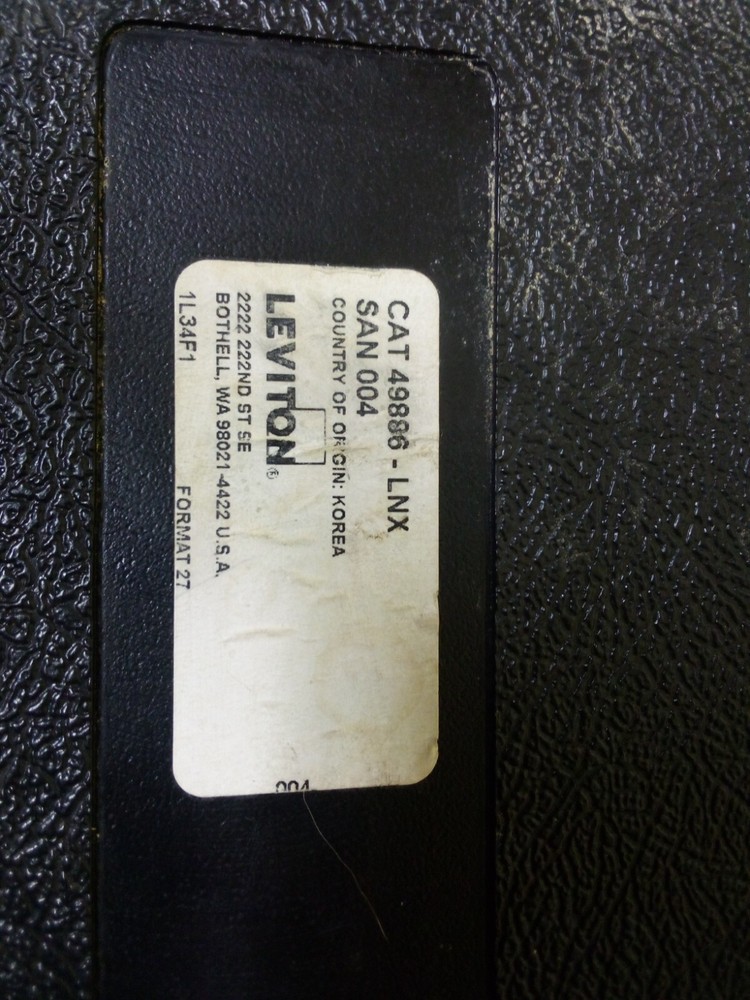 CAT 49886 - LNX
SAN 004
COUNTRY OF ORIGIN: KOREA
LEVITON®
2222 222ND ST SE
BOTHELL, WA 98021-4422 U.S.A.
1L34F1 FORMAT 27
004